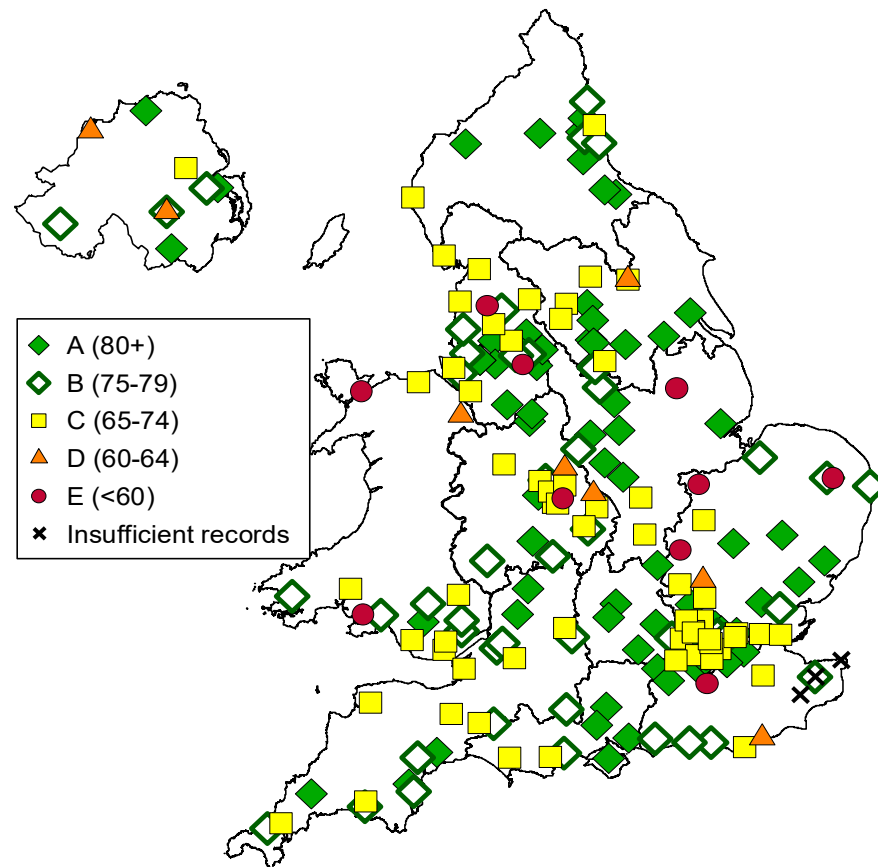 A (80+)
B (75-79)
C (65-74)
D (60-64)
E (<60)
Insufficient records